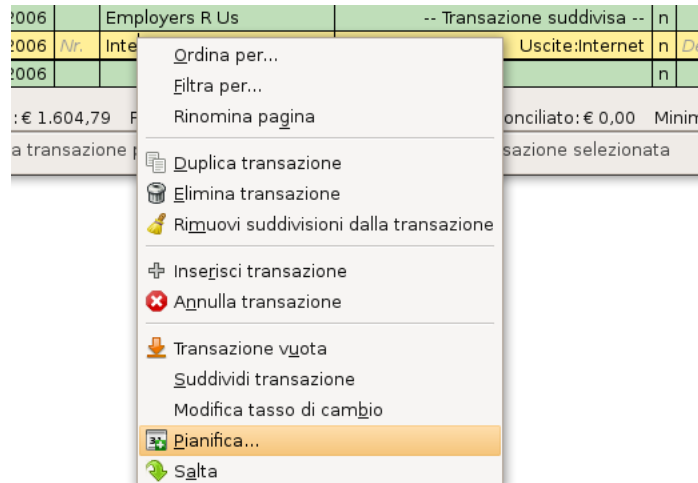 2006 Employers R Us -- Transazione suddivisa -- n
2006 Nr. Inte Uscite:Internet n
2006 n
: € 1.604,79 onciliato: € 0,00 Minim
a transazione sazione selezionata
Ordina per...
Filtra per...
Rinomina pagina
Duplica transazione
Elimina transazione
Rimuovi suddivisioni dalla transazione
Inserisci transazione
Annulla transazione
Transazione vuota
Suddividi transazione
Modifica tasso di cambio
Pianifica...
Salta